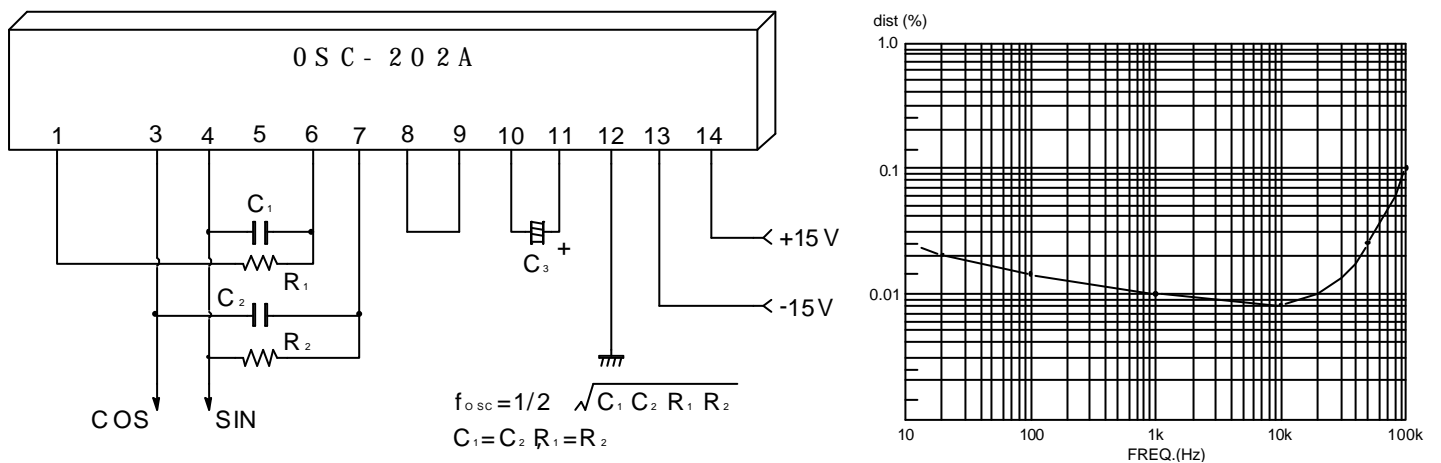 OSC-202A
1 3 4 5 6 7 8 9 10 11 12 13 14
C₁
R₁
C₂
R₂
C₃
+
+15V
-15V
COS
SIN
fosc=1/2 √C₁ C₂ R₁ R₂
C₁=C₂ R₁=R₂
dist (%)
1.0
0.1
0.01
10 100 1k 10k 100k
FREQ.(Hz)